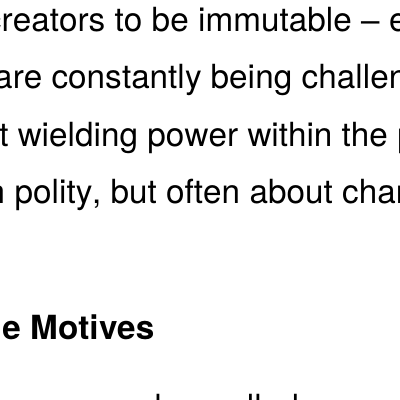 creators to be immutable – e
are constantly being challen
t wielding power within the p
n polity, but often about chan
e Motives